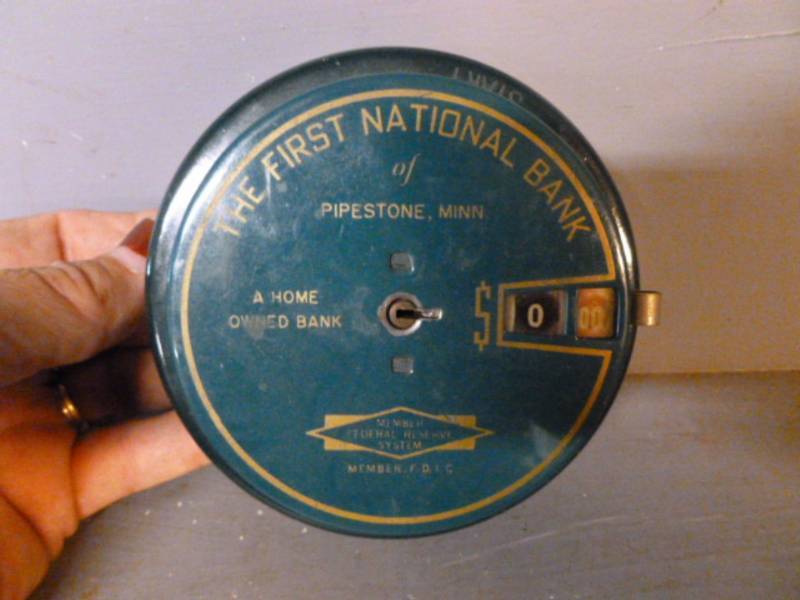 THE FIRST NATIONAL BANK
of
PIPESTONE, MINN.
A HOME
OWNED BANK
$ 0 00
MEMBER
FEDERAL RESERVE
SYSTEM
MEMBER F.D.I.C.